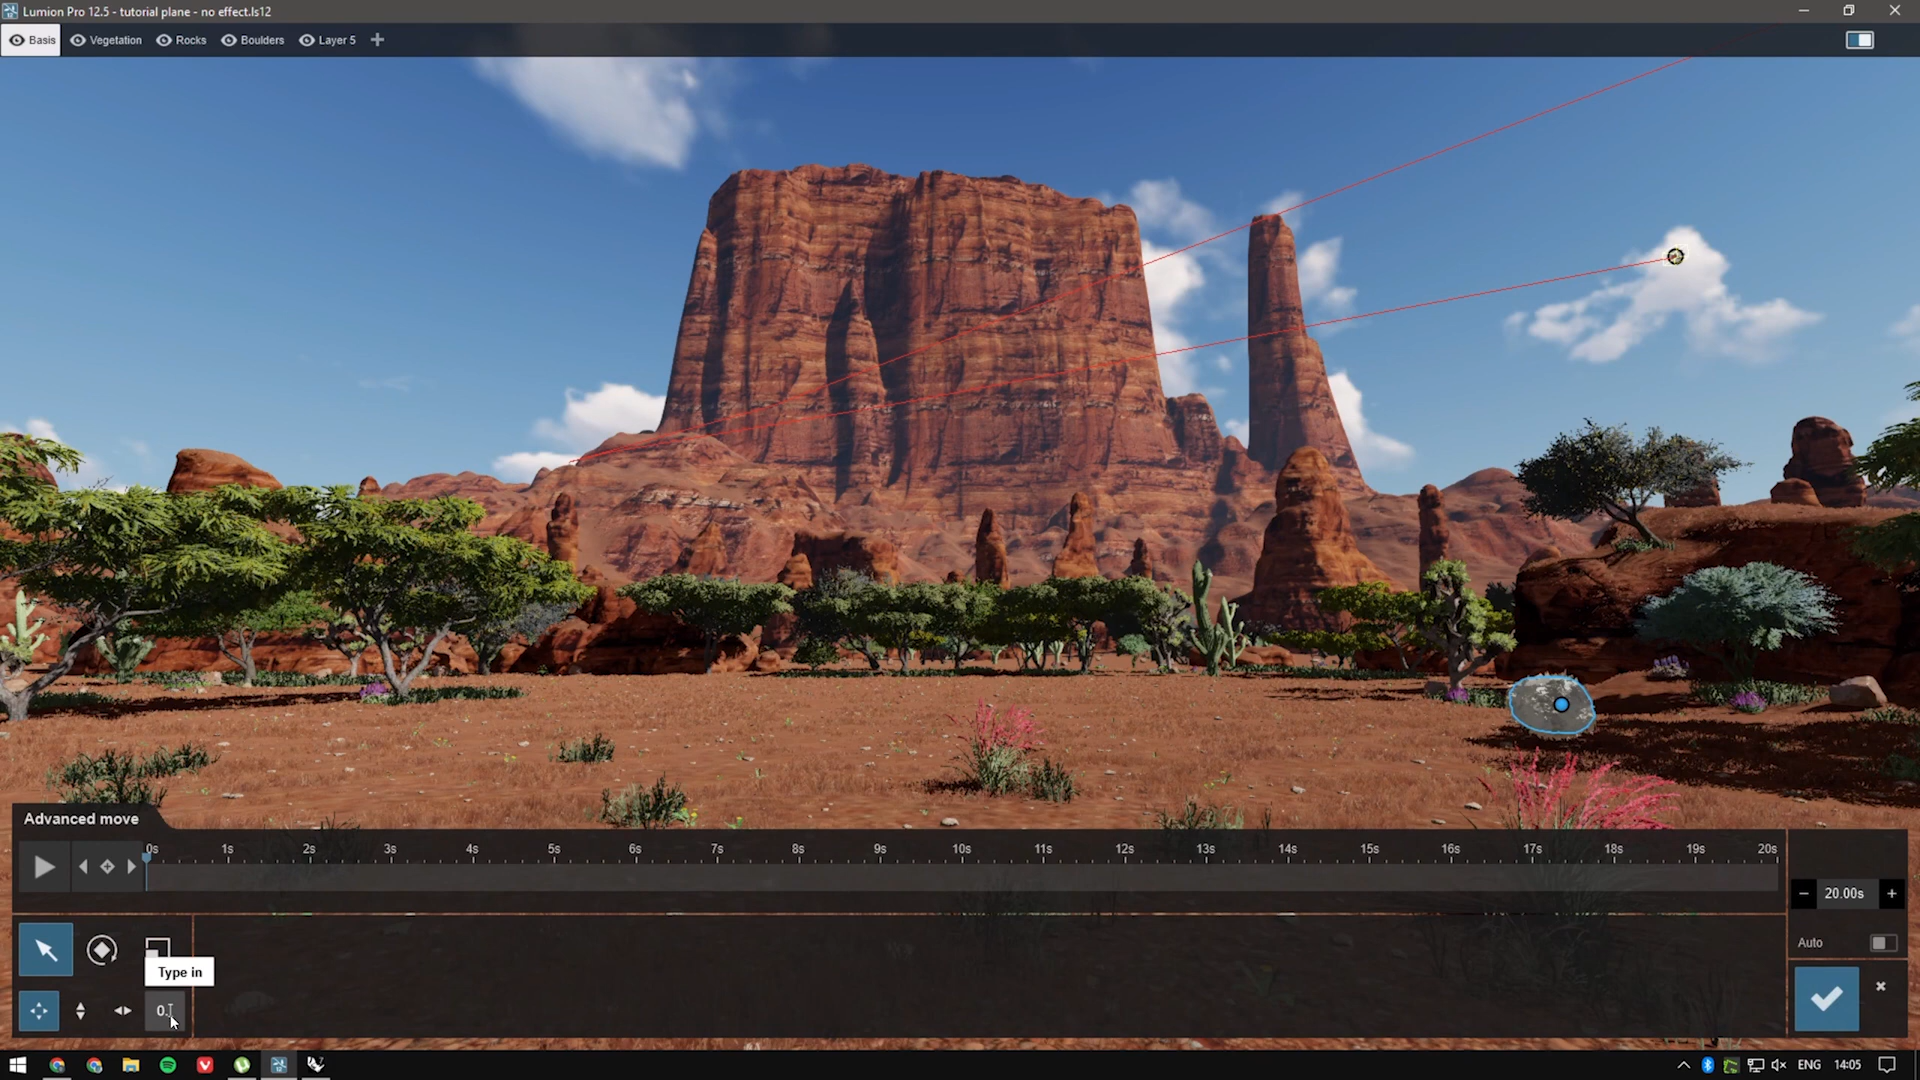 Lumion Pro 12.5 - tutorial plane - no effect.ls12
Basis Vegetation Rocks Boulders Layer 5
Advanced move
0s 1s 2s 3s 4s 5s 6s 7s 8s 9s 10s 11s 12s 13s 14s 15s 16s 17s 18s 19s 20s
20.00s
Auto
Type in
0.
ENG 14:05